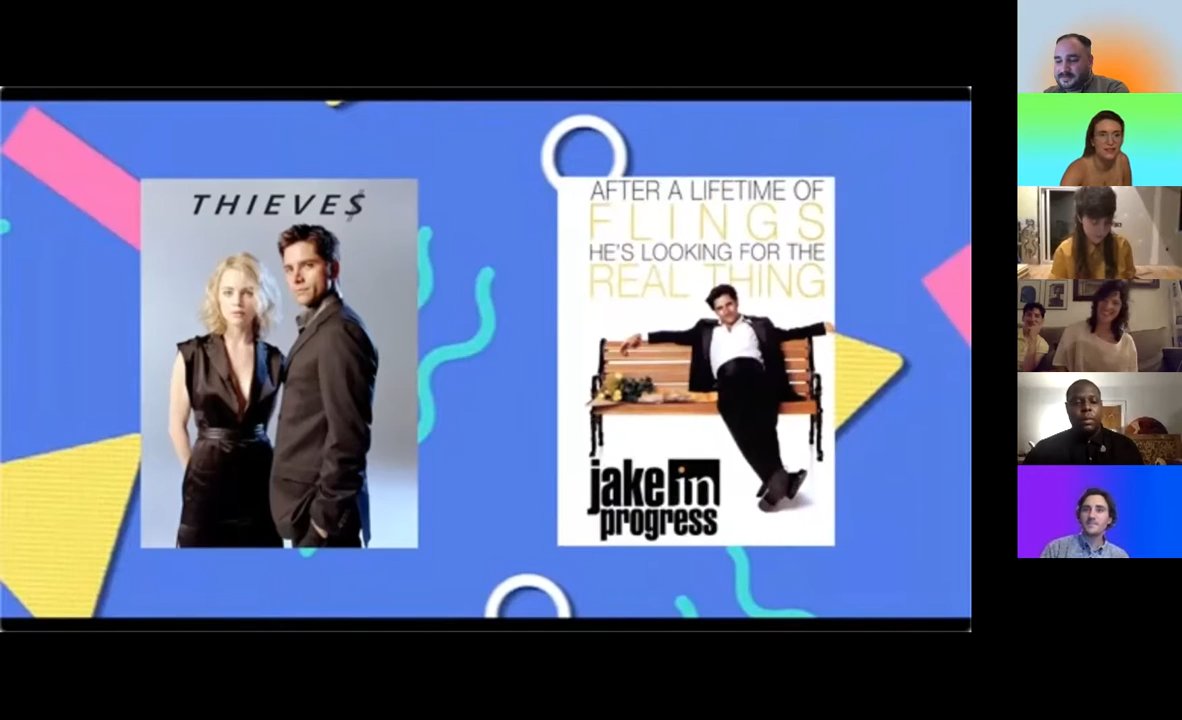 THIEVE$
AFTER A LIFETIME OF
FLINGS
HE'S LOOKING FOR THE
REAL THING
jake in
progress